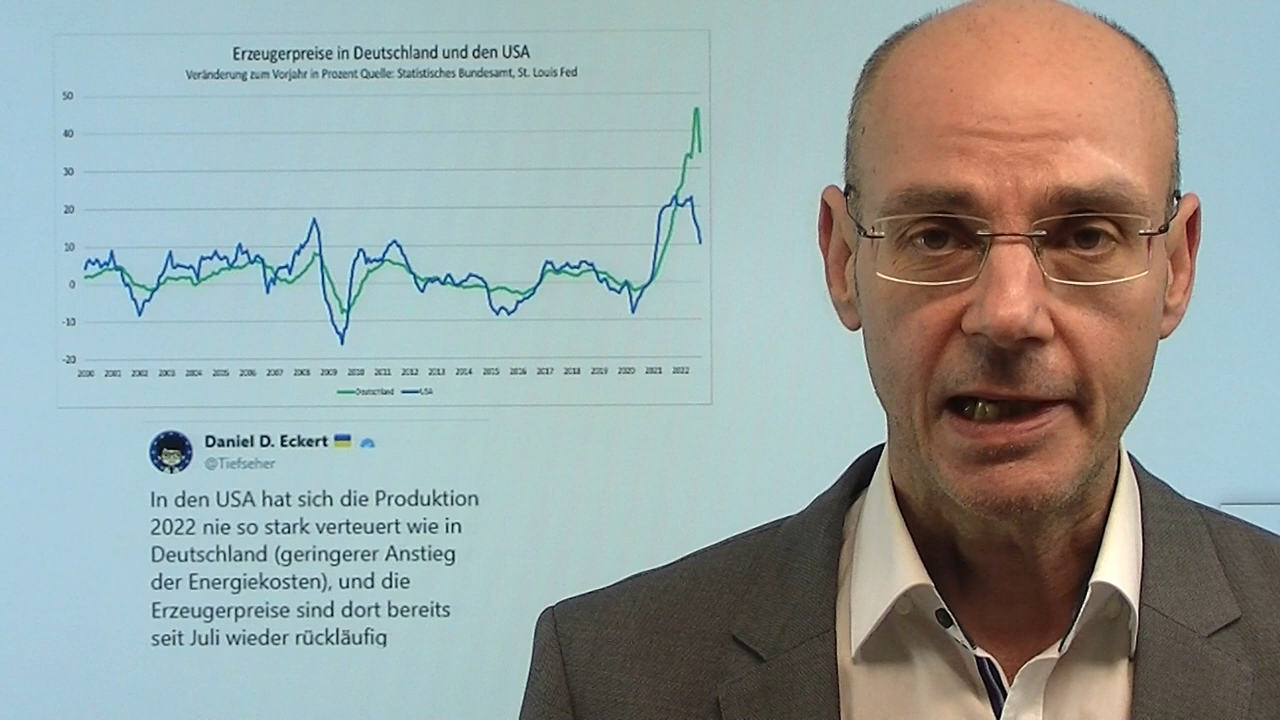 Erzeugerpreise in Deutschland und den USA
Veränderung zum Vorjahr in Prozent Quelle: Statistisches Bundesamt, St. Louis Fed
50
40
30
20
10
0
-10
-20
2000 2001 2002 2003 2004 2005 2006 2007 2008 2009 2010 2011 2012 2013 2014 2015 2016 2017 2018 2019 2020 2021 2022
Deutschland USA
Daniel D. Eckert
@Tiefseher
In den USA hat sich die Produktion
2022 nie so stark verteuert wie in
Deutschland (geringerer Anstieg
der Energiekosten), und die
Erzeugerpreise sind dort bereits
seit Juli wieder rückläufig